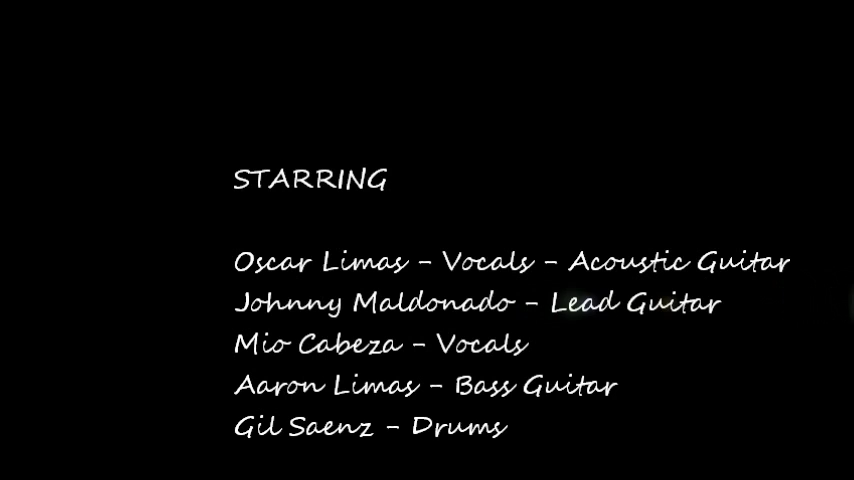 STARRING
Oscar Limas - Vocals - Acoustic Guitar
Johnny Maldonado - Lead Guitar
Mio Cabeza - Vocals
Aaron Limas - Bass Guitar
Gil Saenz - Drums